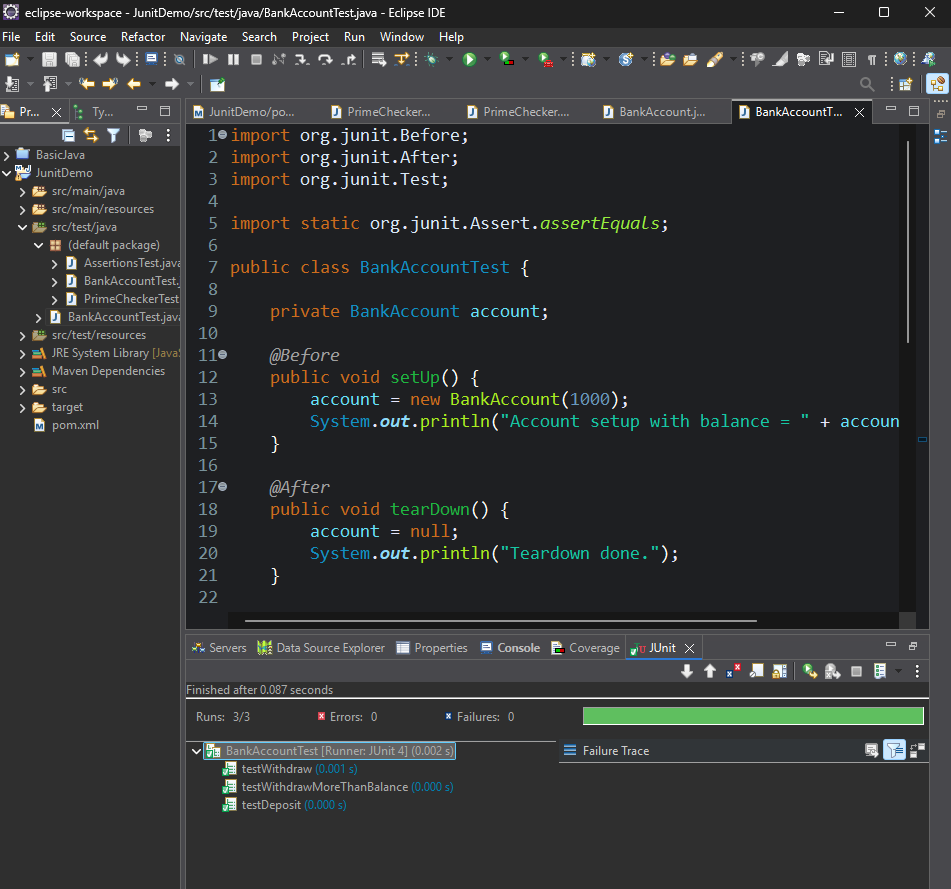 eclipse-workspace - JunitDemo/src/test/java/BankAccountTest.java - Eclipse IDE
File Edit Source Refactor Navigate Search Project Run Window Help
Pr... Ty...
BasicJava
JunitDemo
src/main/java
src/main/resources
src/test/java
(default package)
AssertionsTest.java
BankAccountTest.
PrimeCheckerTest
BankAccountTest.java
src/test/resources
JRE System Library [JavaS
Maven Dependencies
src
target
pom.xml
JunitDemo/po... PrimeChecker... PrimeChecker.... BankAccount.j... BankAccountT...
1 import org.junit.Before;
2 import org.junit.After;
3 import org.junit.Test;
4
5 import static org.junit.Assert.assertEquals;
6
7 public class BankAccountTest {
8
9 private BankAccount account;
10
11 @Before
12 public void setUp() {
13 account = new BankAccount(1000);
14 System.out.println("Account setup with balance = " + accoun
15 }
16
17 @After
18 public void tearDown() {
19 account = null;
20 System.out.println("Teardown done.");
21 }
22
Servers Data Source Explorer Properties Console Coverage JUnit
Finished after 0.087 seconds
Runs: 3/3 Errors: 0 Failures: 0
BankAccountTest [Runner: JUnit 4] (0.002 s)
testWithdraw (0.001 s)
testWithdrawMoreThanBalance (0.000 s)
testDeposit (0.000 s)
Failure Trace